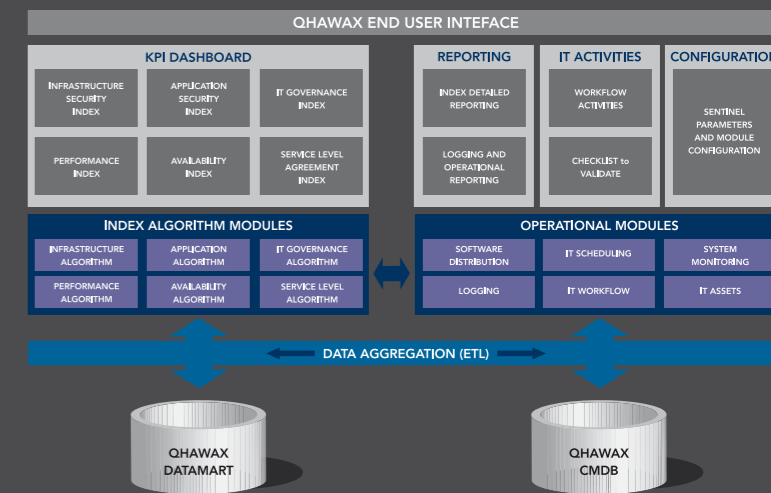 QHAWAX END USER INTEFACE
KPI DASHBOARD
INFRASTRUCTURE
SECURITY
INDEX
APPLICATION
SECURITY
INDEX
IT GOVERNANCE
INDEX
PERFORMANCE
INDEX
AVAILABILITY
INDEX
SERVICE LEVEL
AGREEMENT
INDEX
REPORTING
INDEX DETAILED
REPORTING
LOGGING AND
OPERATIONAL
REPORTING
IT ACTIVITIES
WORKFLOW
ACTIVITIES
CHECKLIST to
VALIDATE
CONFIGURATION
SENTINEL
PARAMETERS
AND MODULE
CONFIGURATION
INDEX ALGORITHM MODULES
INFRASTRUCTURE
ALGORITHM
APPLICATION
ALGORITHM
IT GOVERNANCE
ALGORITHM
PERFORMANCE
ALGORITHM
AVAILABILITY
ALGORITHM
SERVICE LEVEL
ALGORITHM
OPERATIONAL MODULES
SOFTWARE
DISTRIBUTION
IT SCHEDULING
SYSTEM
MONITORING
LOGGING
IT WORKFLOW
IT ASSETS
DATA AGGREGATION (ETL)
QHAWAX
DATAMART
QHAWAX
CMDB